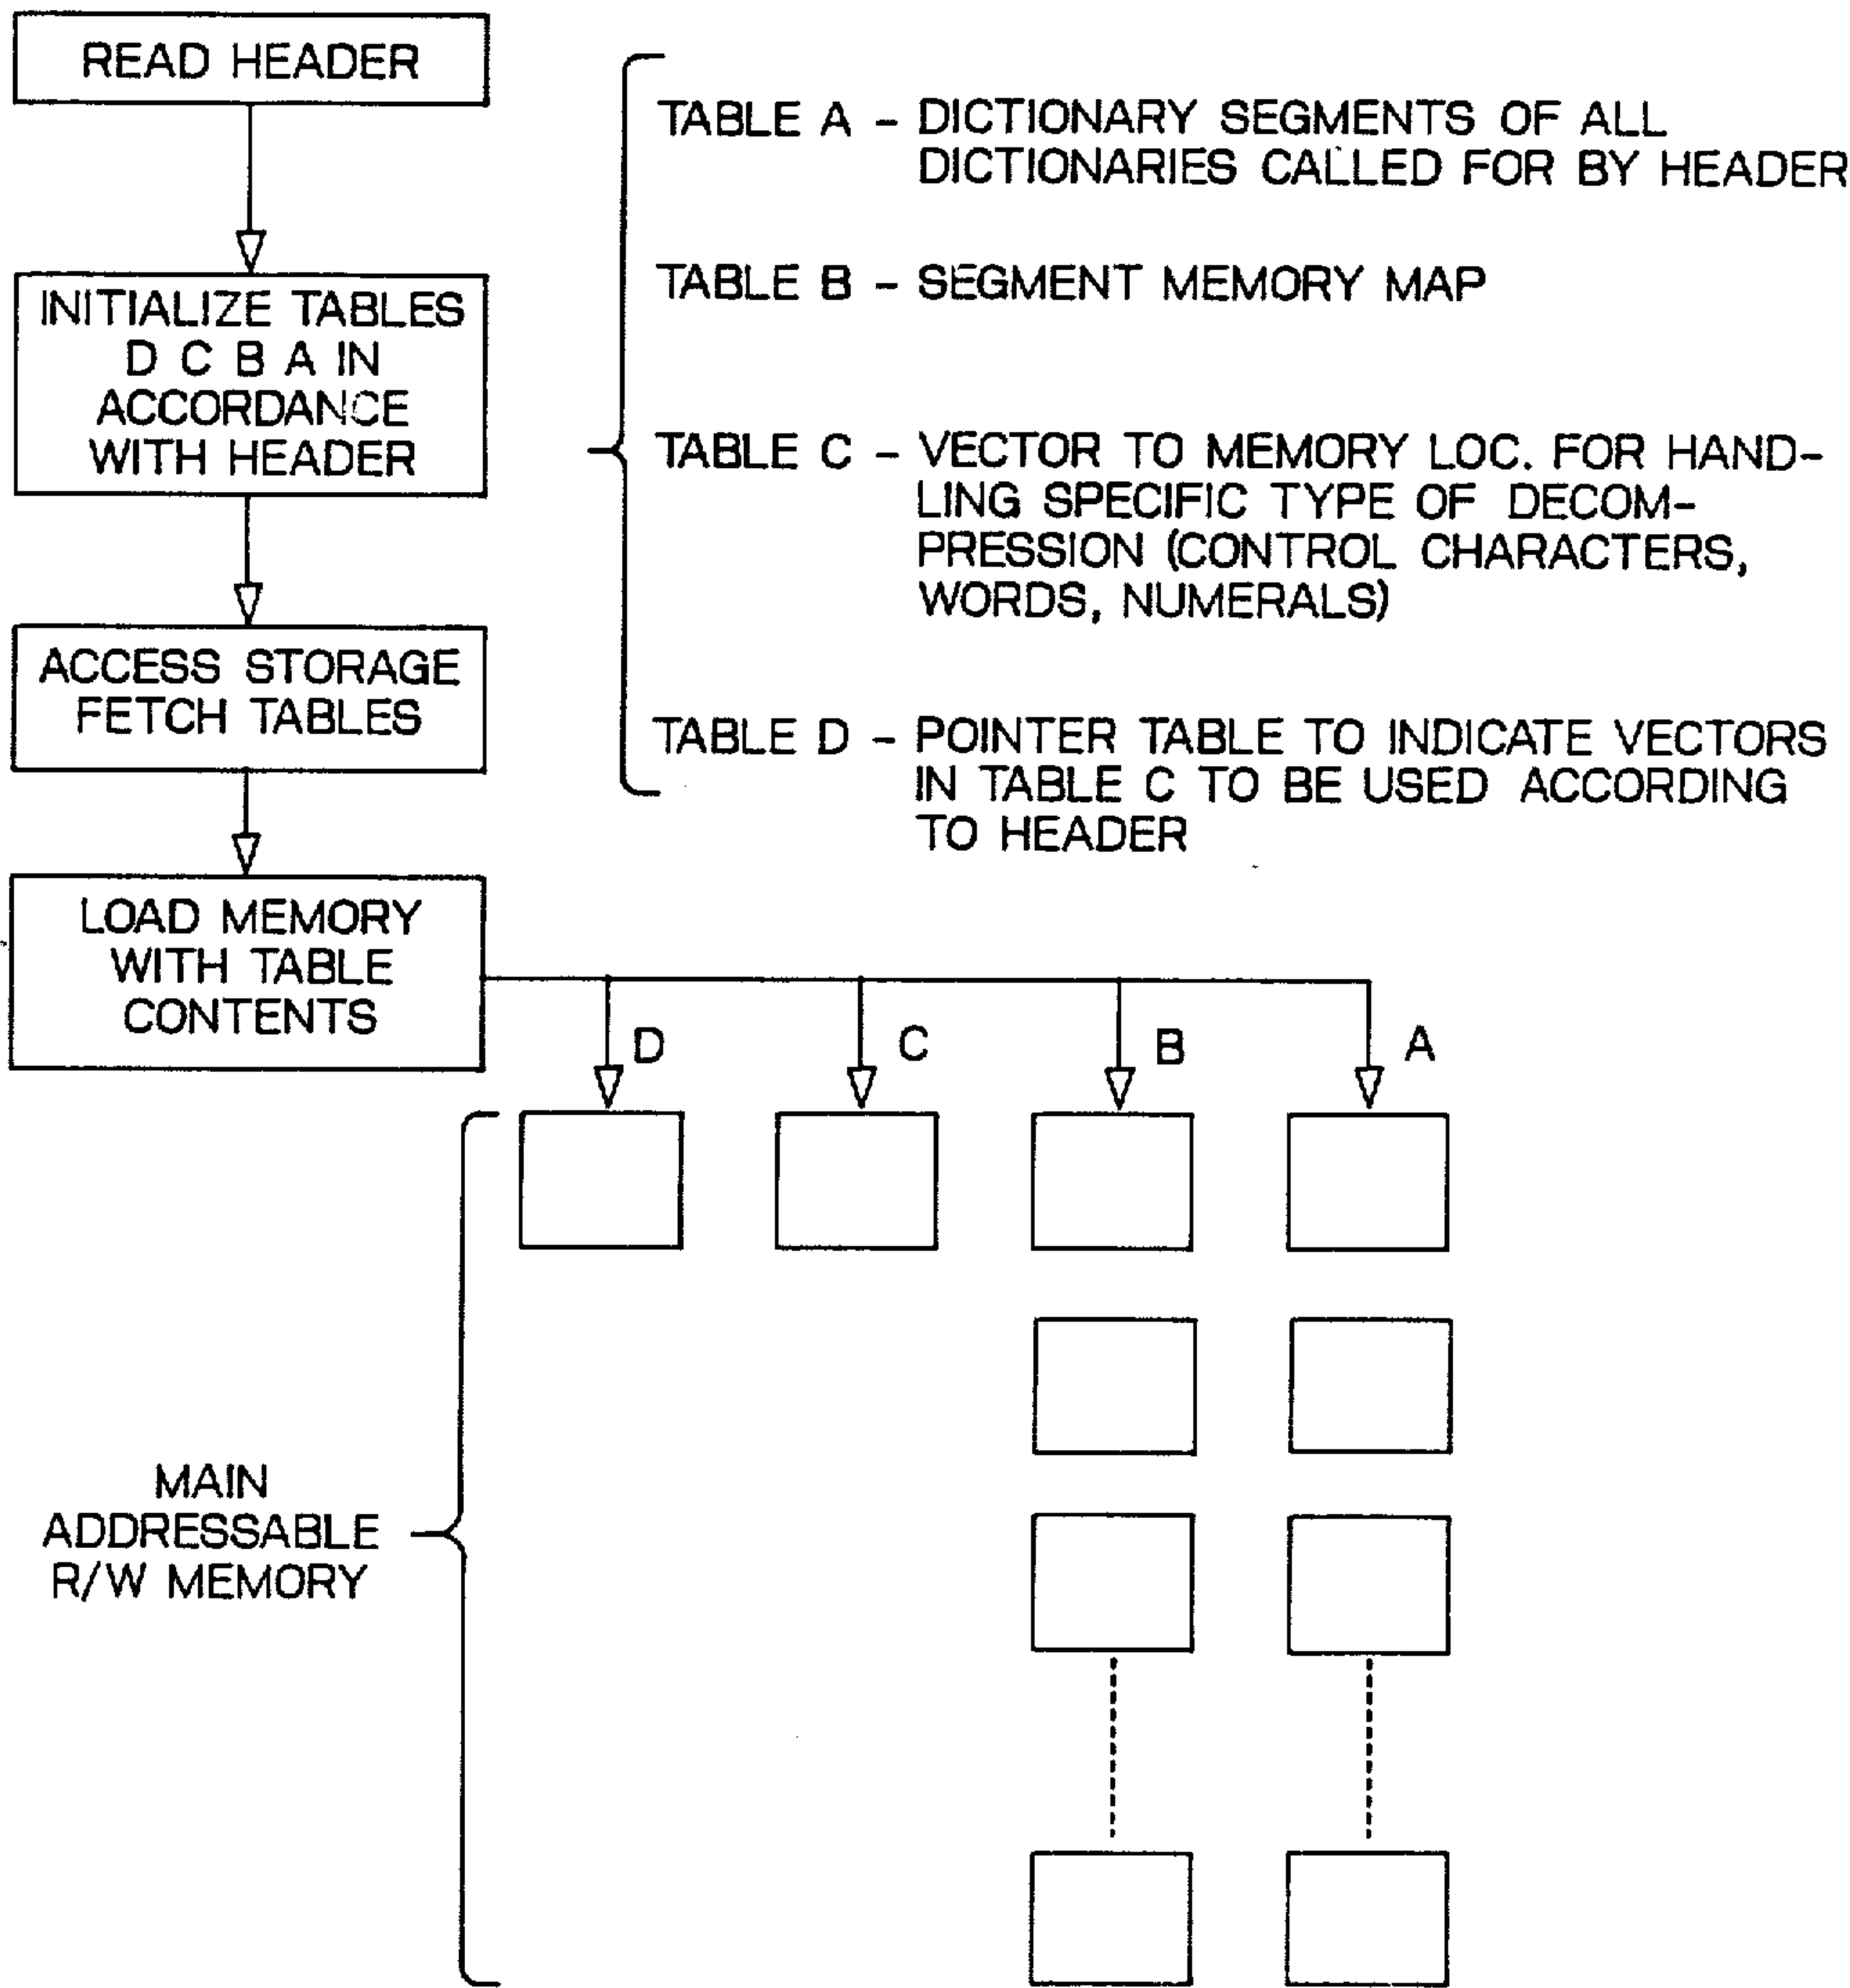 READ HEADER
INITIALIZE TABLES
D C B A IN
ACCORDANCE
WITH HEADER
ACCESS STORAGE
FETCH TABLES
LOAD MEMORY
WITH TABLE
CONTENTS
TABLE A - DICTIONARY SEGMENTS OF ALL
DICTIONARIES CALLED FOR BY HEADER
TABLE B - SEGMENT MEMORY MAP
TABLE C - VECTOR TO MEMORY LOC. FOR HAND-
LING SPECIFIC TYPE OF DECOM-
PRESSION (CONTROL CHARACTERS,
WORDS, NUMERALS)
TABLE D - POINTER TABLE TO INDICATE VECTORS
IN TABLE C TO BE USED ACCORDING
TO HEADER
D C B A
MAIN
ADDRESSABLE
R/W MEMORY